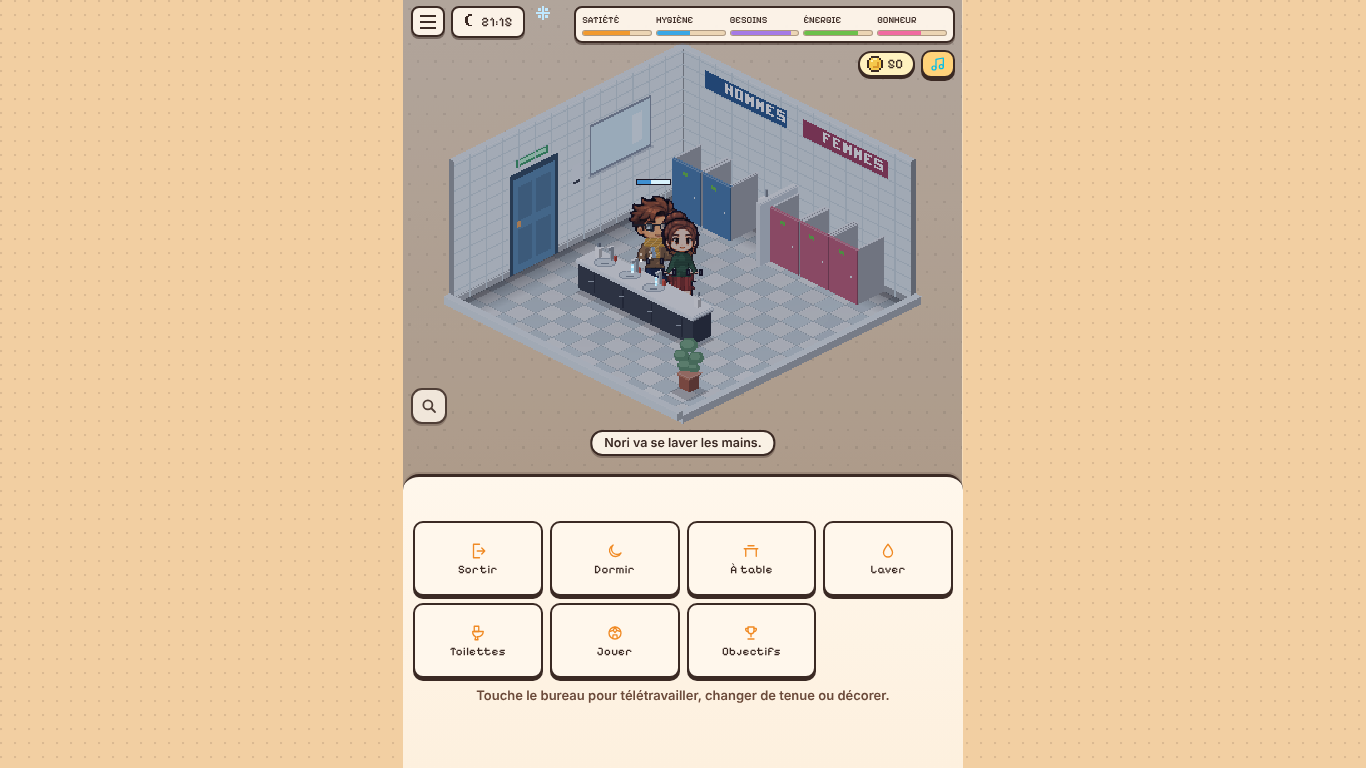 21:18
SATIÉTÉ HYGIÈNE BESOINS ÉNERGIE BONHEUR
80
HOMMES
FEMMES
Nori va se laver les mains.
Sortir Dormir À table Laver
Toilettes Jouer Objectifs
Touche le bureau pour télétravailler, changer de tenue ou décorer.